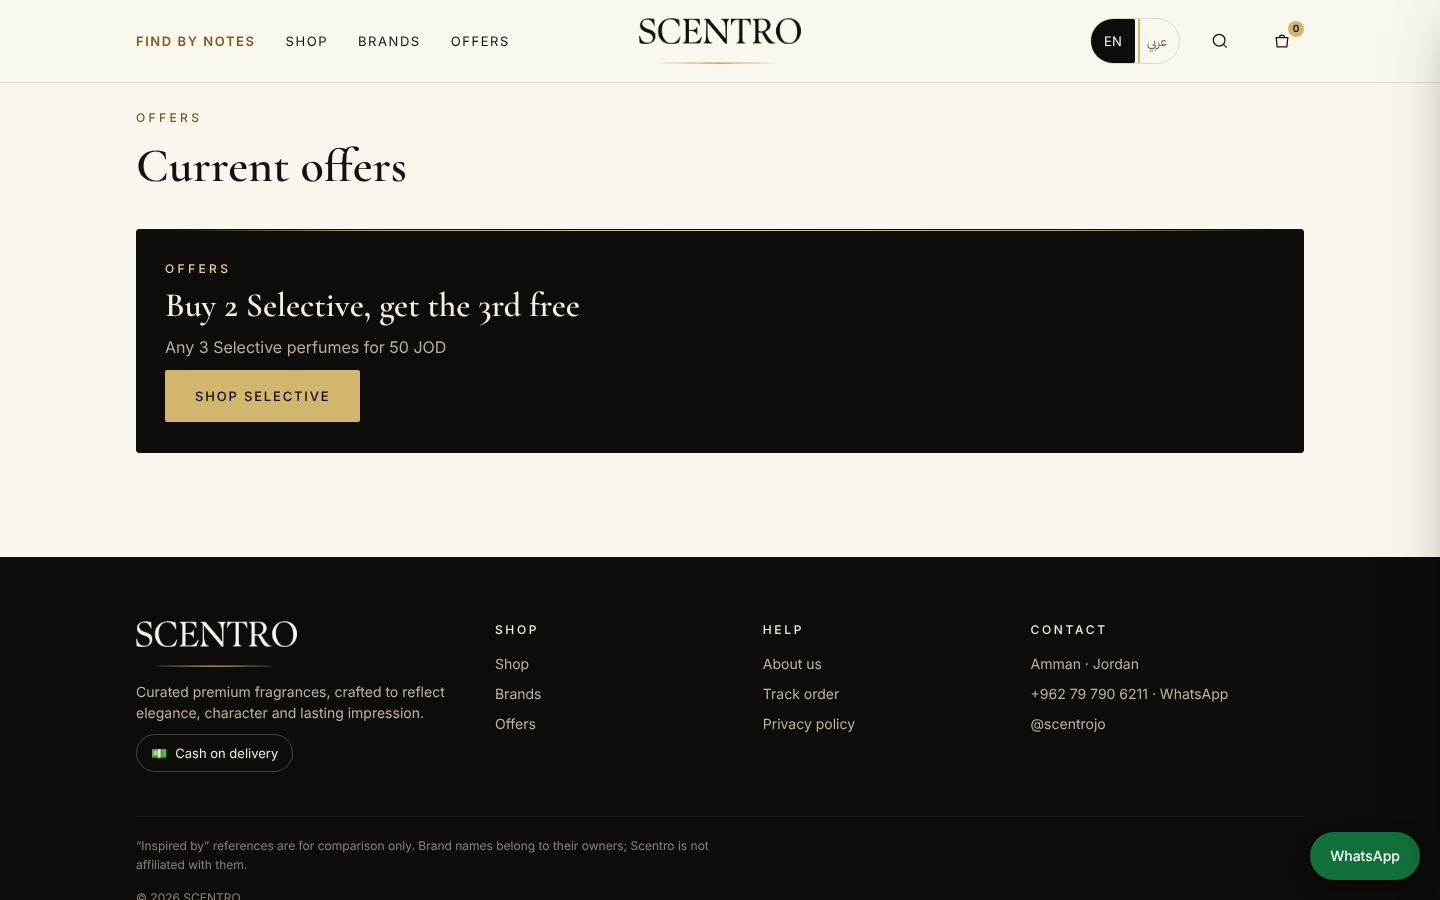 FIND BY NOTES
SHOP
BRANDS
OFFERS
SCENTRO
EN
عربي
0
OFFERS
Current offers
OFFERS
Buy 2 Selective, get the 3rd free
Any 3 Selective perfumes for 50 JOD
SHOP SELECTIVE
SCENTRO
Curated premium fragrances, crafted to reflect
elegance, character and lasting impression.
Cash on delivery
SHOP
Shop
Brands
Offers
HELP
About us
Track order
Privacy policy
CONTACT
Amman · Jordan
+962 79 790 6211 · WhatsApp
@scentrojo
“Inspired by” references are for comparison only. Brand names belong to their owners; Scentro is not
affiliated with them.
© 2026 SCENTRO
WhatsApp